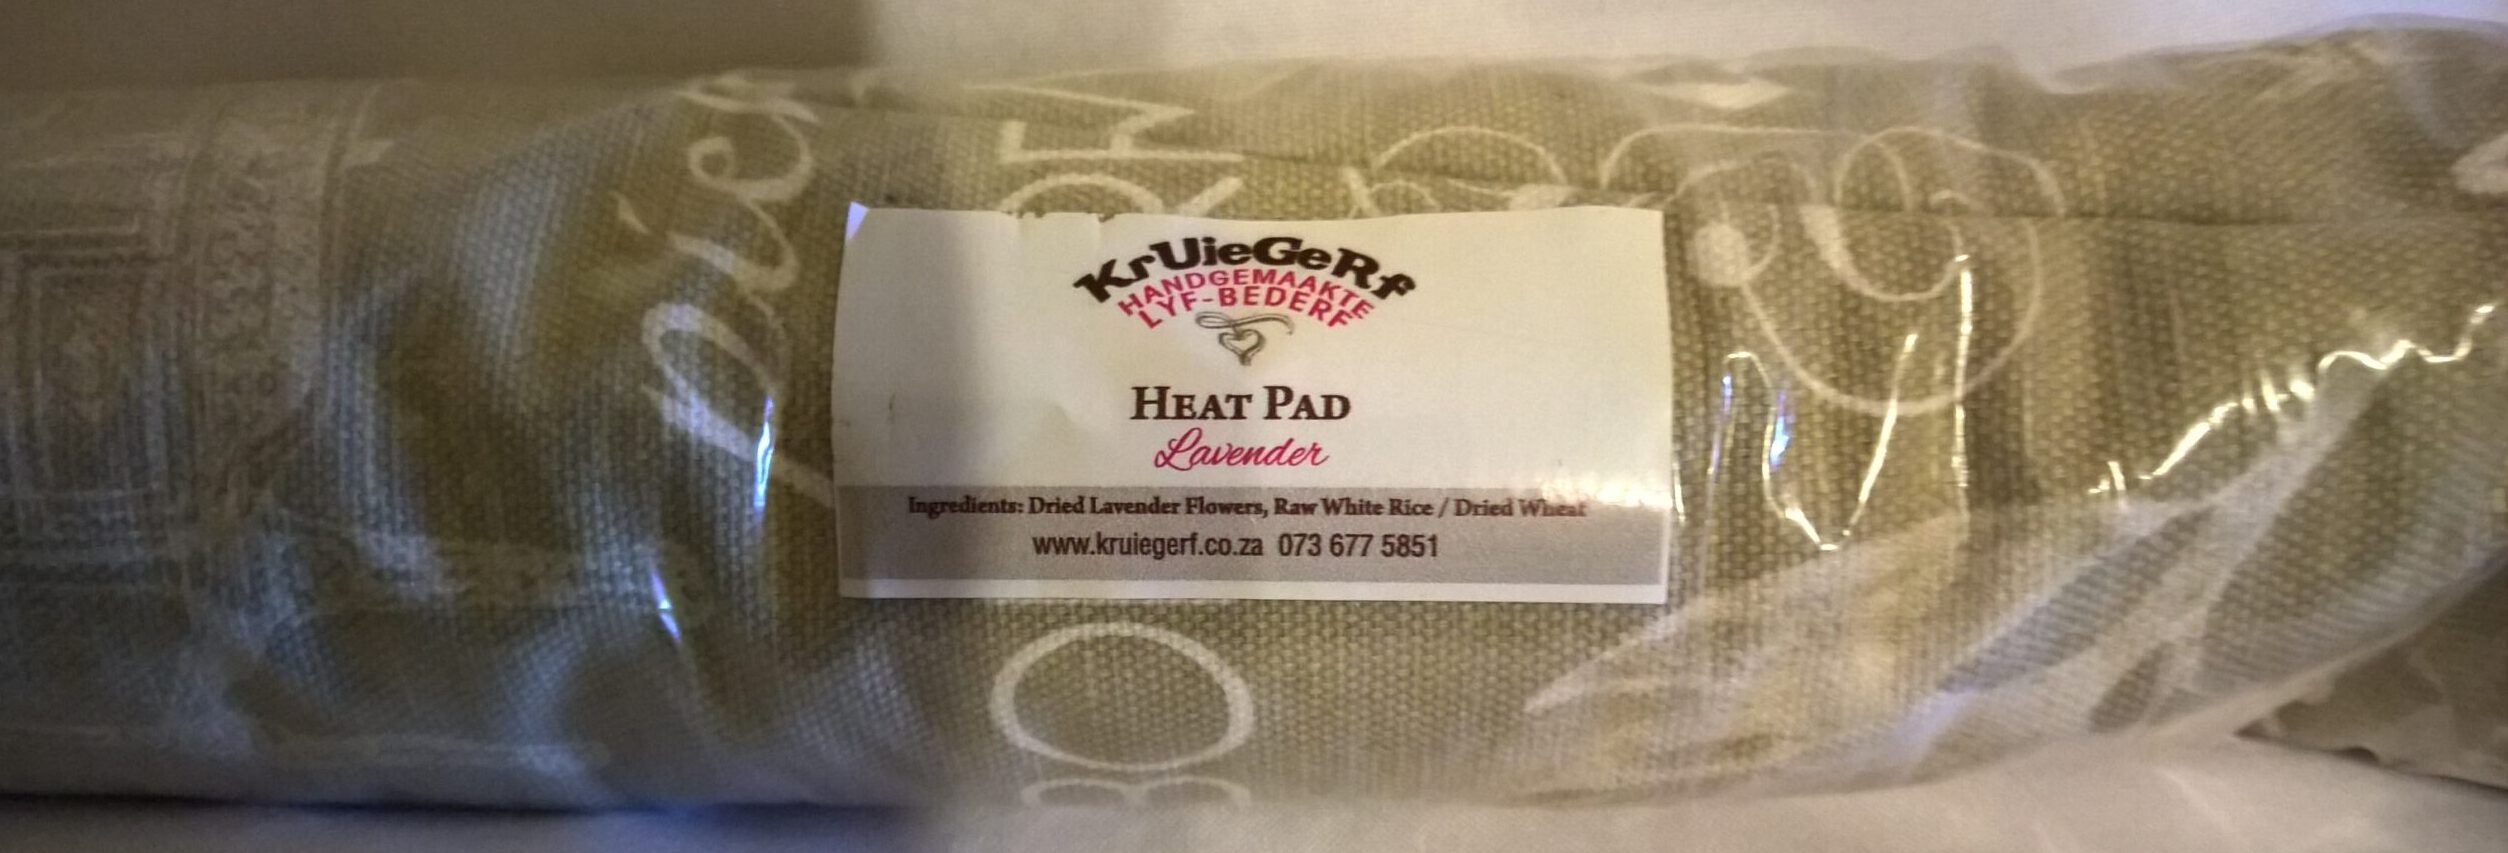 KrUieGeRf
HANDGEMAAKTE
LYF-BEDERF
HEAT PAD
Lavender
Ingredients: Dried Lavender Flowers, Raw White Rice / Dried Wheat
www.kruiegerf.co.za 073 677 5851